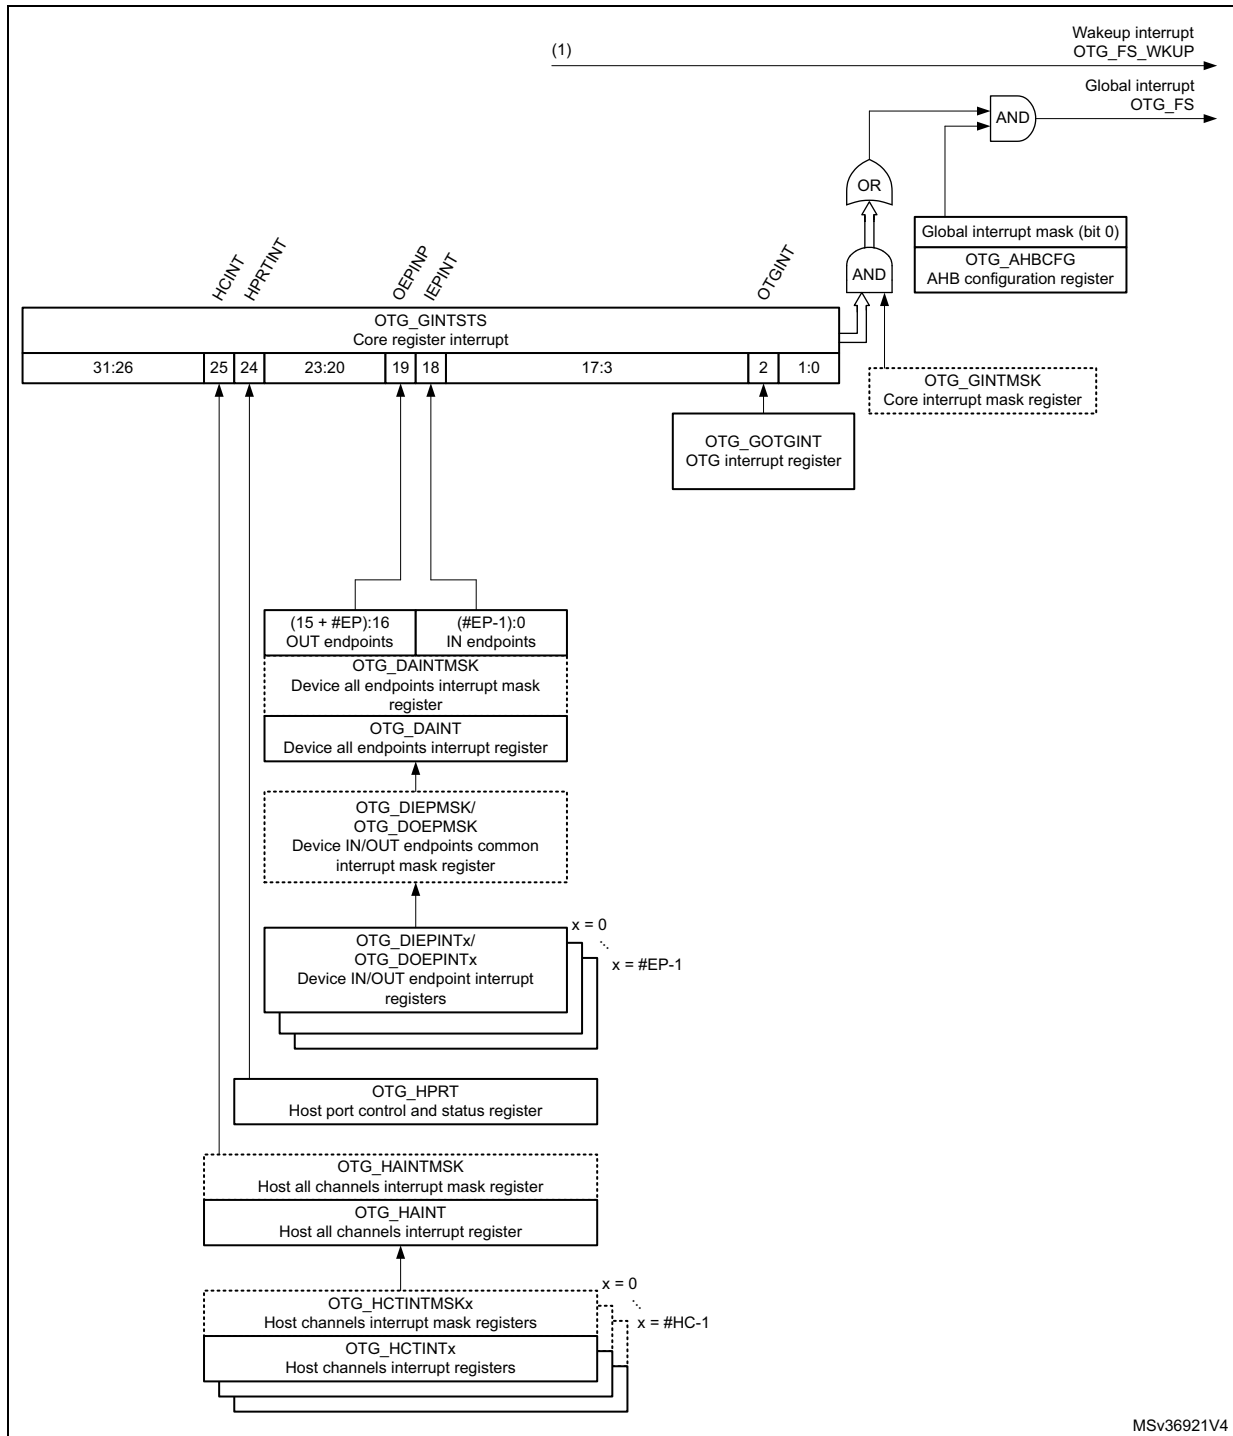 Wakeup interrupt
(1)
OTG_FS_WKUP
Global interrupt
OTG_FS
AND
OR
Global interrupt mask (bit 0)
OTG_AHBCFG
AHB configuration register
AND
HCINT
HPRTINT
OEPINP
IEPINT
OTGINT
OTG_GINTSTS
Core register interrupt
31:26 25 24 23:20 19 18 17:3 2 1:0
OTG_GINTMSK
Core interrupt mask register
OTG_GOTGINT
OTG interrupt register
(15 + #EP):16
OUT endpoints
(#EP-1):0
IN endpoints
OTG_DAINTMSK
Device all endpoints interrupt mask
register
OTG_DAINT
Device all endpoints interrupt register
OTG_DIEPMSK/
OTG_DOEPMSK
Device IN/OUT endpoints common
interrupt mask register
OTG_DIEPINTx/
OTG_DOEPINTx
Device IN/OUT endpoint interrupt
registers
x = 0
x = #EP-1
OTG_HPRT
Host port control and status register
OTG_HAINTMSK
Host all channels interrupt mask register
OTG_HAINT
Host all channels interrupt register
OTG_HCTINTMSKx
Host channels interrupt mask registers
OTG_HCTINTx
Host channels interrupt registers
x = 0
x = #HC-1
MSv36921V4